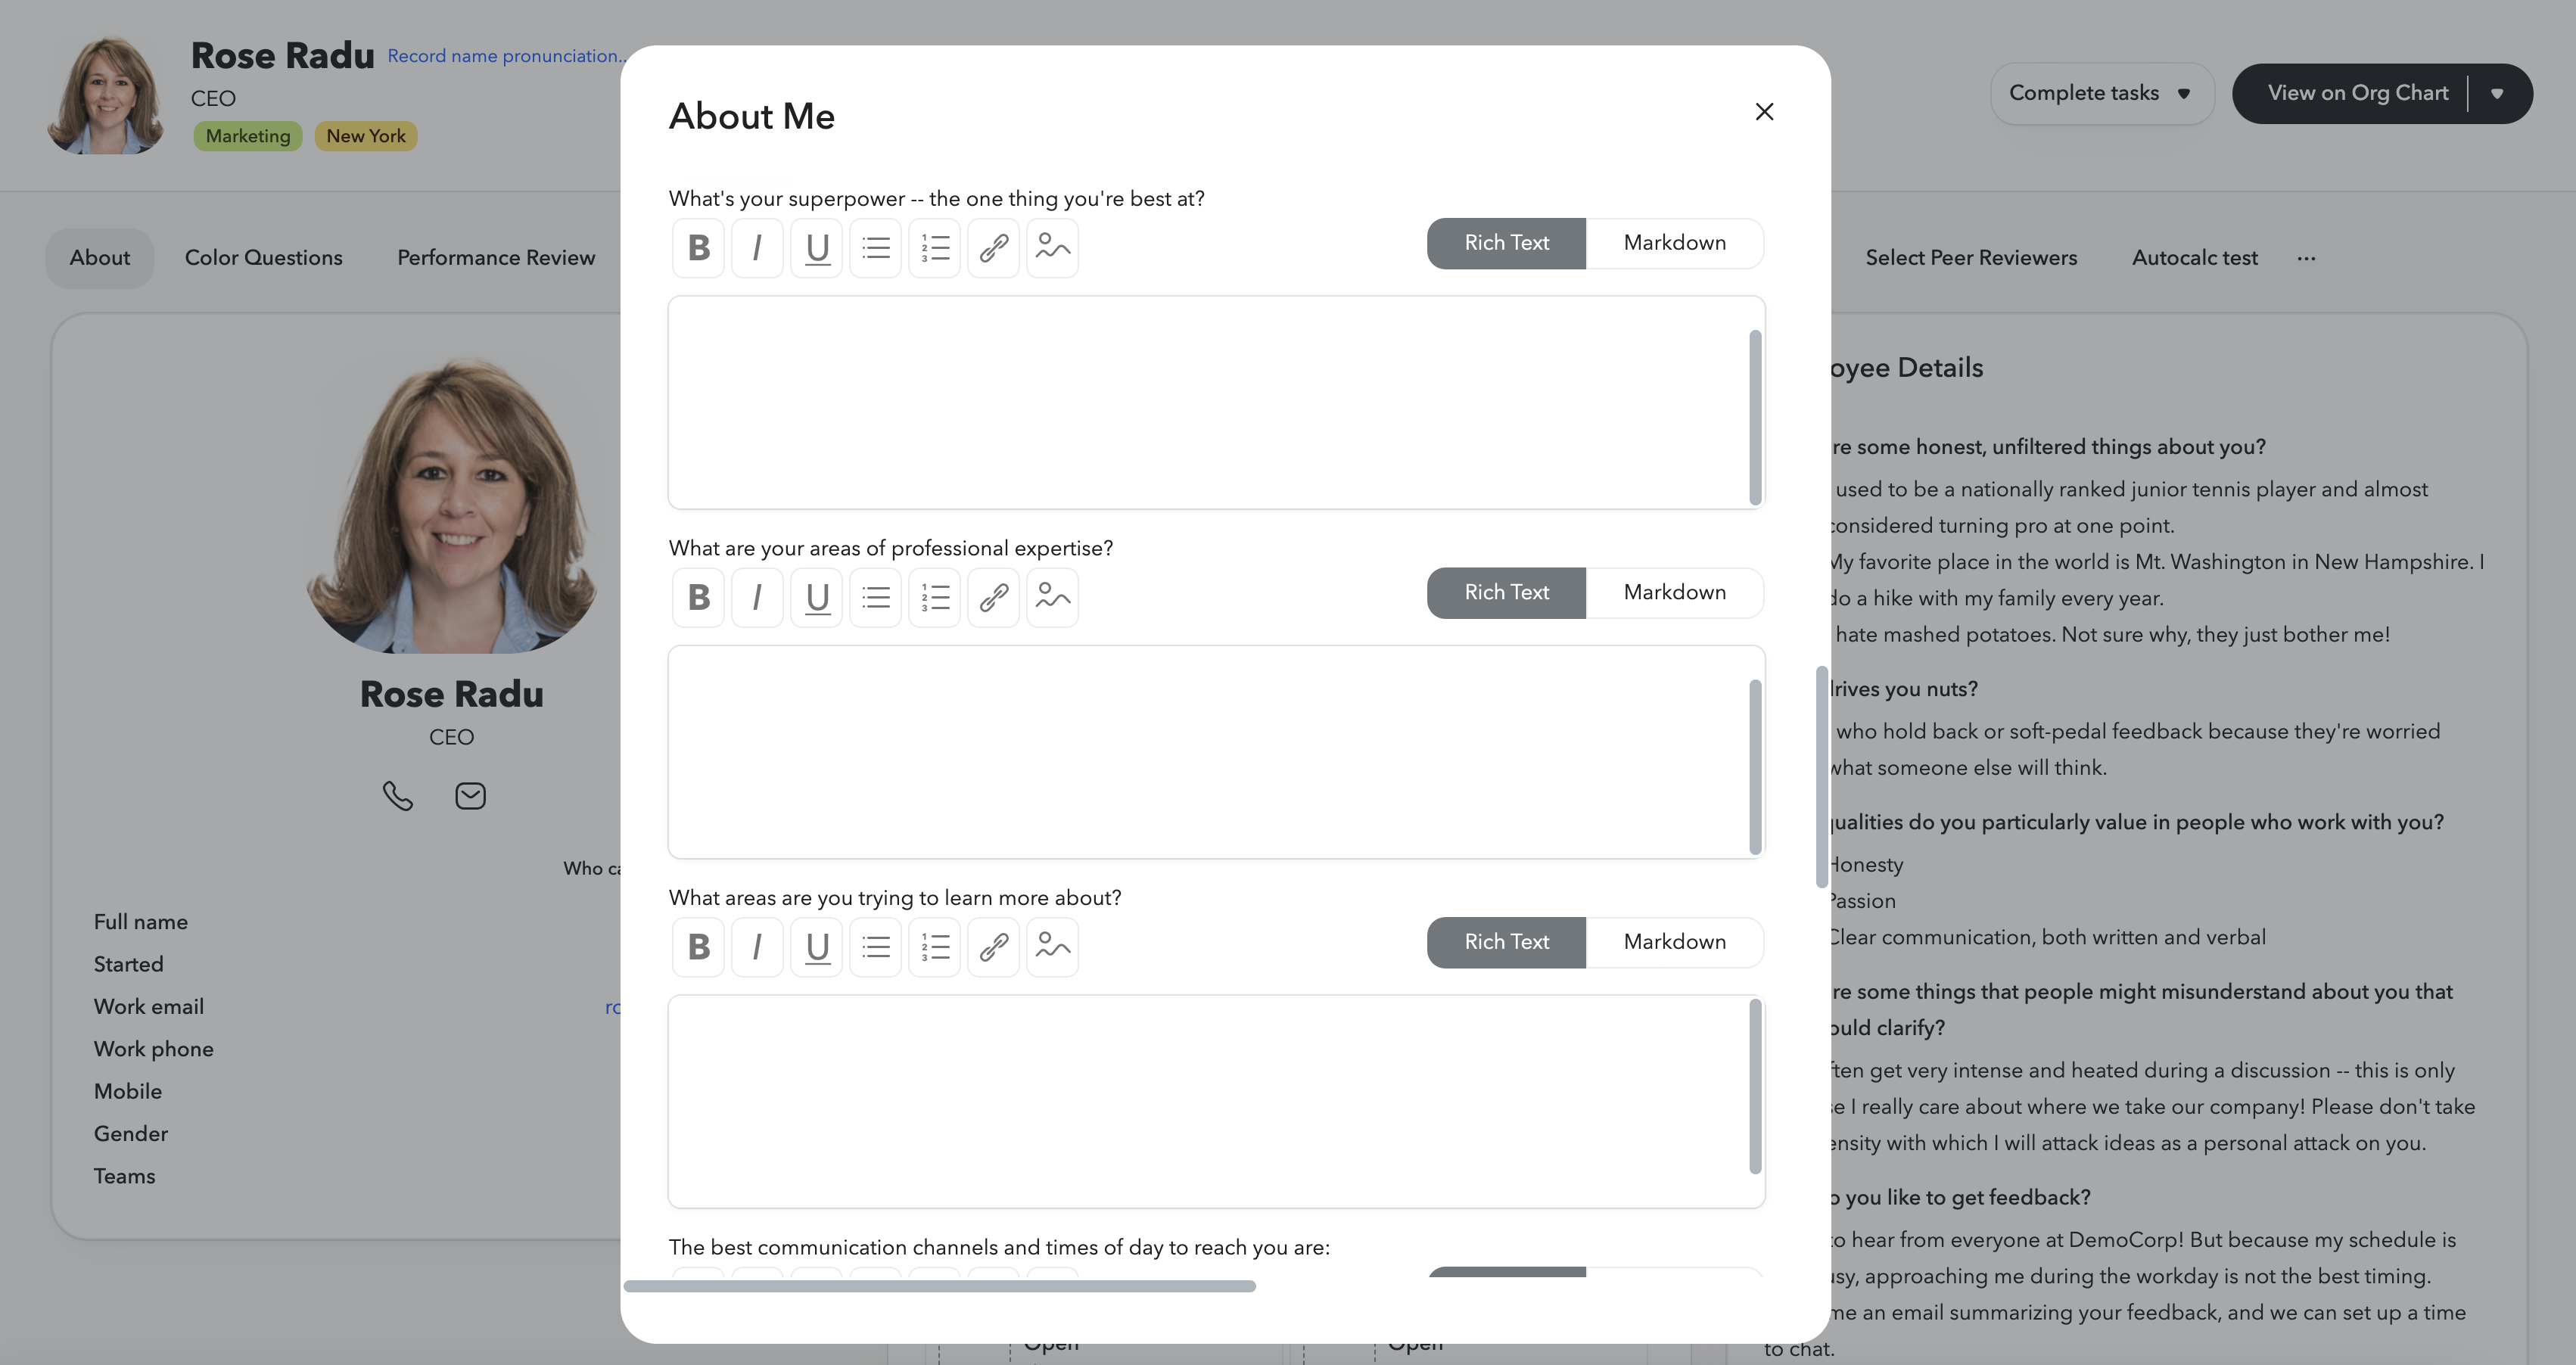 Rose Radu Record name pronunciation..
CEO
Marketing New York
Complete tasks
View on Org Chart
About Color Questions Performance Review
Select Peer Reviewers Autocalc test ...
Rose Radu
CEO
Who
Full name
Started
Work email
Work phone
Mobile
Gender
Teams
About Me
What's your superpower -- the one thing you're best at?
B I U Rich Text Markdown
What are your areas of professional expertise?
B I U Rich Text Markdown
What areas are you trying to learn more about?
B I U Rich Text Markdown
The best communication channels and times of day to reach you are:
Details
some honest, unfiltered things about you?
used to be a nationally ranked junior tennis player and almost
considered turning pro at one point.
My favorite place in the world is Mt. Washington in New Hampshire. I
do a hike with my family every year.
hate mashed potatoes. Not sure why, they just bother me!
drives you nuts?
who hold back or soft-pedal feedback because they're worried
what someone else will think.
qualities do you particularly value in people who work with you?
Honesty
Passion
Clear communication, both written and verbal
some things that people might misunderstand about you that
clarify?
get very intense and heated during a discussion -- this is only
I really care about where we take our company! Please don't take
with which I will attack ideas as a personal attack on you.
you like to get feedback?
to hear from everyone at DemoCorp! But because my schedule is
approaching me during the workday is not the best timing.
me an email summarizing your feedback, and we can set up a time
to chat.
Open Open